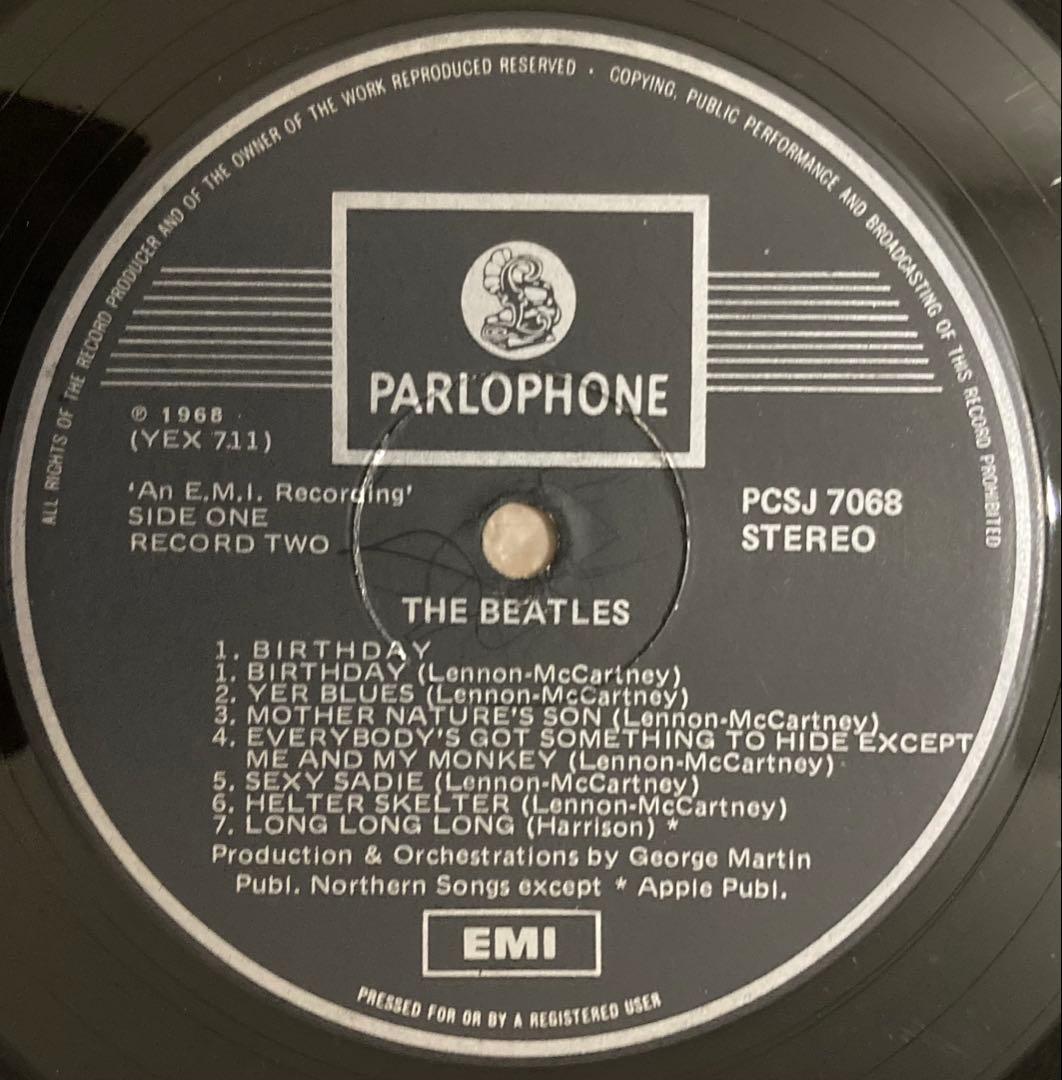 ALL RIGHTS OF THE RECORD PRODUCER AND OF THE OWNER OF THE WORK REPRODUCED RESERVED · COPYING, PUBLIC PERFORMANCE AND BROADCASTING OF THIS RECORD PROHIBITED
PARLOPHONE
℗ 1968
(YEX 711)
'An E.M.I. Recording'
SIDE ONE
RECORD TWO
PCSJ 7068
STEREO
THE BEATLES
1. BIRTHDAY
1. BIRTHDAY (Lennon-McCartney)
2. YER BLUES (Lennon-McCartney)
3. MOTHER NATURE'S SON (Lennon-McCartney)
4. EVERYBODY'S GOT SOMETHING TO HIDE EXCEPT
ME AND MY MONKEY (Lennon-McCartney)
5. SEXY SADIE (Lennon-McCartney)
6. HELTER SKELTER (Lennon-McCartney)
7. LONG LONG LONG (Harrison) *
Production & Orchestrations by George Martin
Publ. Northern Songs except * Apple Publ.
EMI
PRESSED FOR OR BY A REGISTERED USER